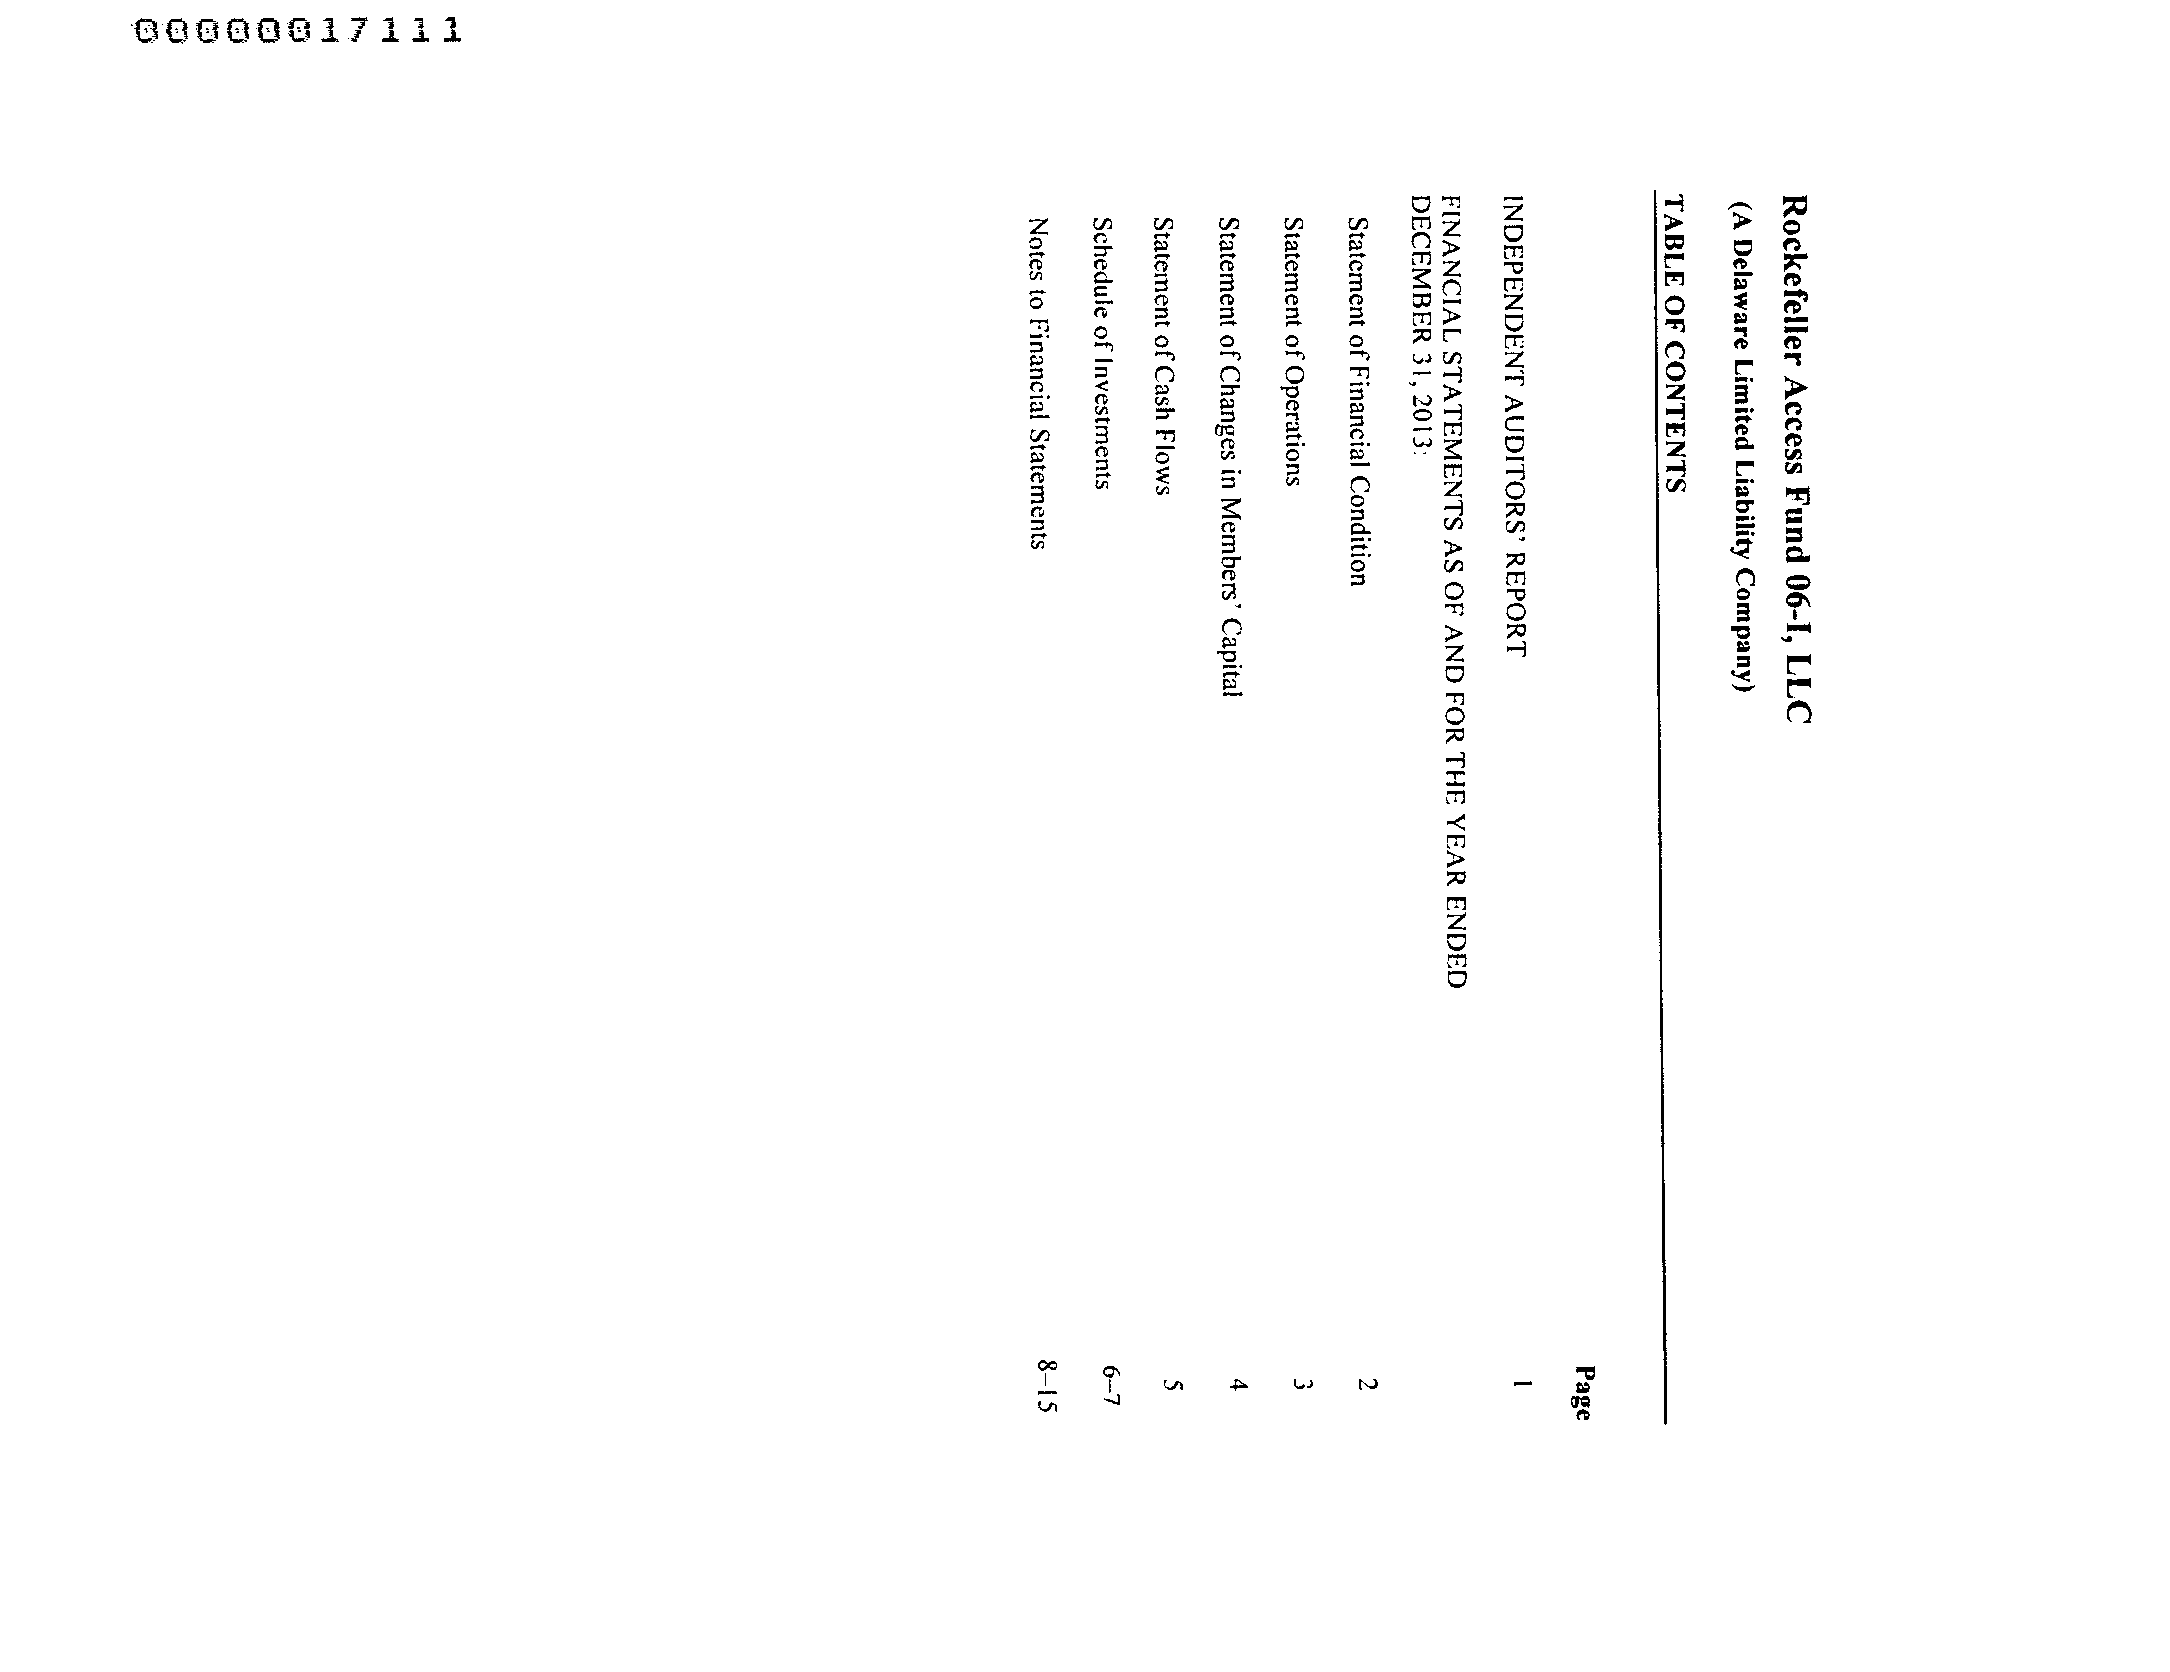 00000017111
Rockefeller Access Fund 06-I, LLC
(A Delaware Limited Liability Company)
TABLE OF CONTENTS
Page
INDEPENDENT AUDITORS' REPORT 1
FINANCIAL STATEMENTS AS OF AND FOR THE YEAR ENDED
DECEMBER 31, 2013:
Statement of Financial Condition 2
Statement of Operations 3
Statement of Changes in Members' Capital 4
Statement of Cash Flows 5
Schedule of Investments 6–7
Notes to Financial Statements 8–15